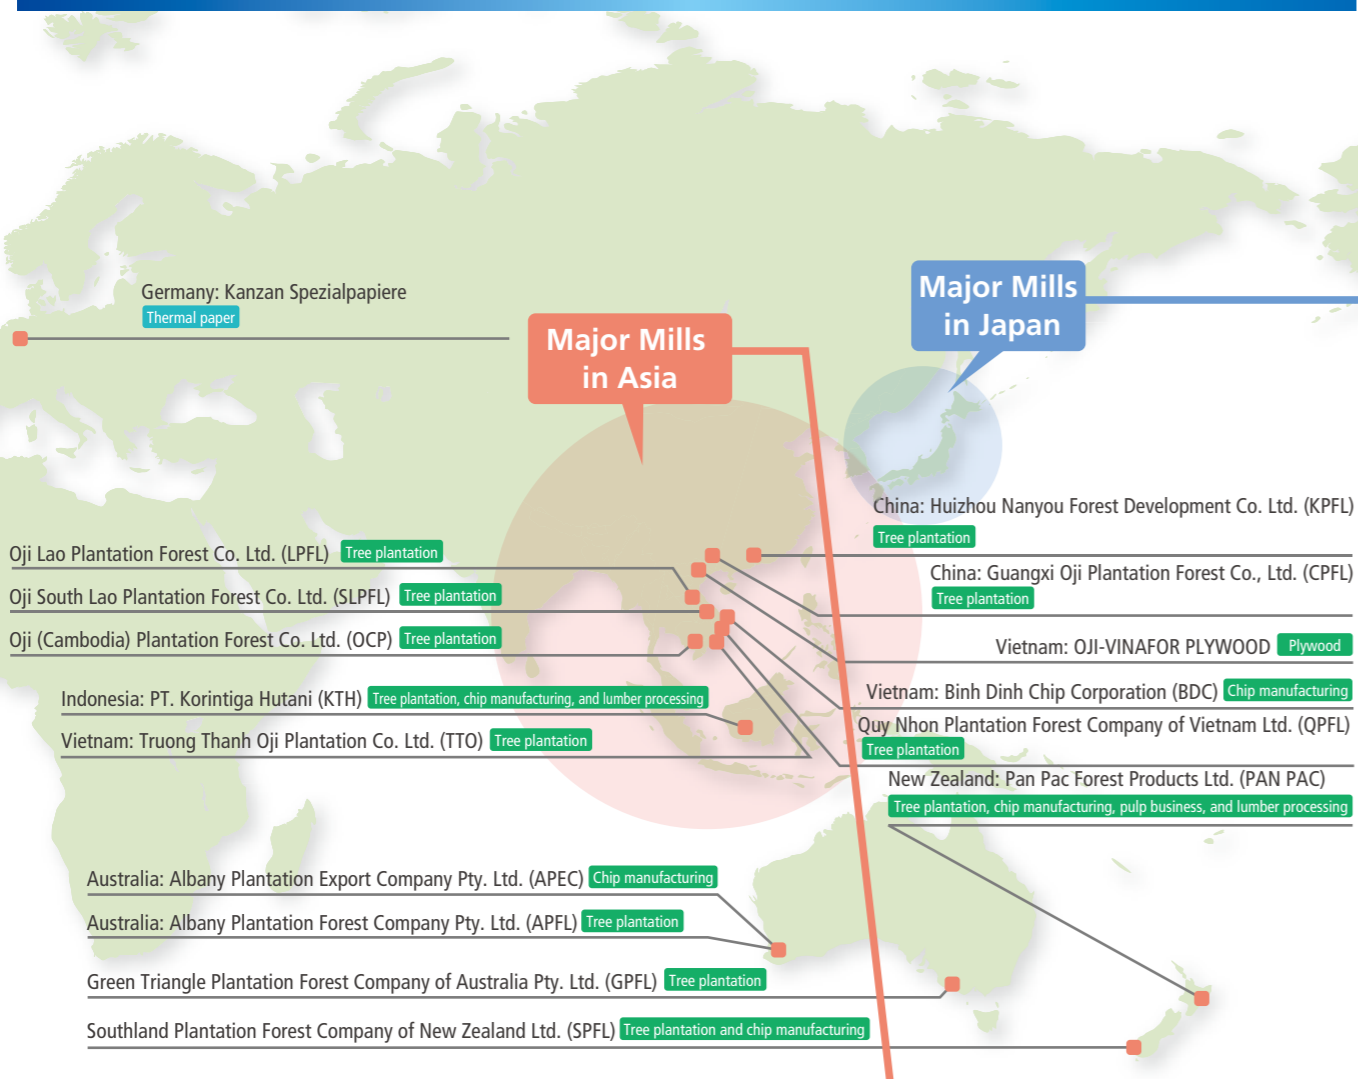 Germany: Kanzan Spezialpapiere
Thermal paper
Major Mills
in Asia
Major Mills
in Japan
Oji Lao Plantation Forest Co. Ltd. (LPFL) Tree plantation
Oji South Lao Plantation Forest Co. Ltd. (SLPFL) Tree plantation
Oji (Cambodia) Plantation Forest Co. Ltd. (OCP) Tree plantation
Indonesia: PT. Korintiga Hutani (KTH) Tree plantation, chip manufacturing, and lumber processing
Vietnam: Truong Thanh Oji Plantation Co. Ltd. (TTO) Tree plantation
China: Huizhou Nanyou Forest Development Co. Ltd. (KPFL)
Tree plantation
China: Guangxi Oji Plantation Forest Co., Ltd. (CPFL)
Tree plantation
Vietnam: OJI-VINAFOR PLYWOOD Plywood
Vietnam: Binh Dinh Chip Corporation (BDC) Chip manufacturing
Quy Nhon Plantation Forest Company of Vietnam Ltd. (QPFL)
Tree plantation
New Zealand: Pan Pac Forest Products Ltd. (PAN PAC)
Tree plantation, chip manufacturing, pulp business, and lumber processing
Australia: Albany Plantation Export Company Pty. Ltd. (APEC) Chip manufacturing
Australia: Albany Plantation Forest Company Pty. Ltd. (APFL) Tree plantation
Green Triangle Plantation Forest Company of Australia Pty. Ltd. (GPFL) Tree plantation
Southland Plantation Forest Company of New Zealand Ltd. (SPFL) Tree plantation and chip manufacturing